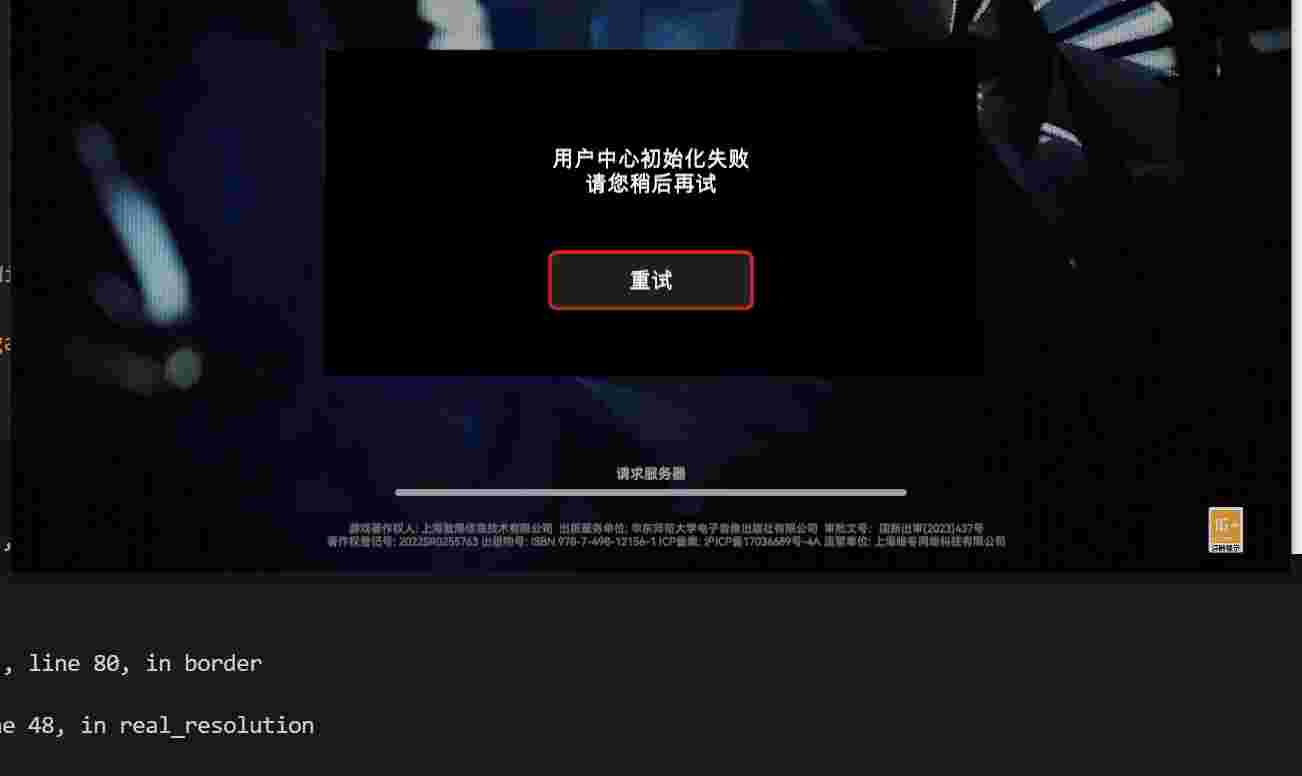 用户中心初始化失败
请您稍后再试
重试
请求服务器
游戏著作权人: 上海散爆信息技术有限公司 出版服务单位: 华东师范大学电子音像出版社有限公司 审批文号: 国新出审[2023]437号
著作权登记号: 2022SR0255763 出版物号: ISBN 978-7-498-12156-1 ICP备案: 沪ICP备17036689号-4A 运营单位: 上海暗夸网络科技有限公司
16+
, line 80, in border
e 48, in real_resolution